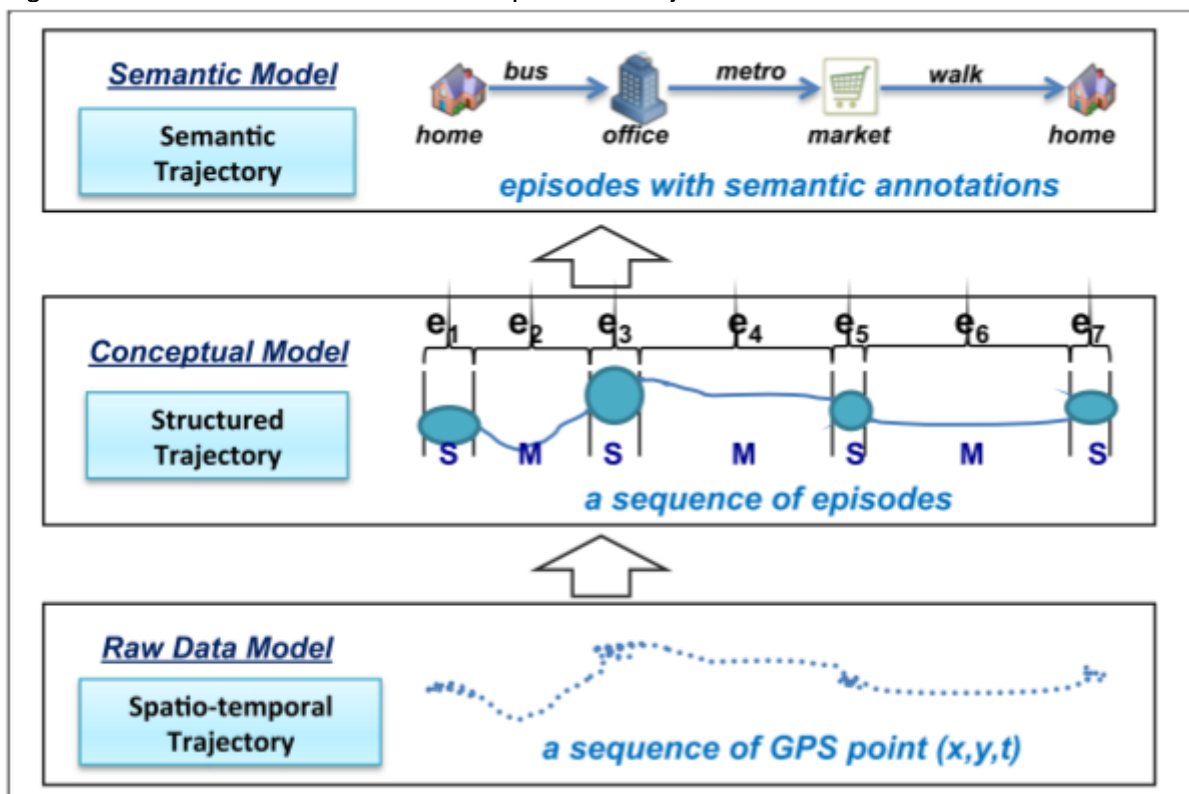 Semantic Model
Semantic
Trajectory
bus
metro
walk
home
office
market
home
episodes with semantic annotations
Conceptual Model
Structured
Trajectory
e1 e2 e3 e4 e5 e6 e7
S M S M S M S
a sequence of episodes
Raw Data Model
Spatio-temporal
Trajectory
a sequence of GPS point (x,y,t)